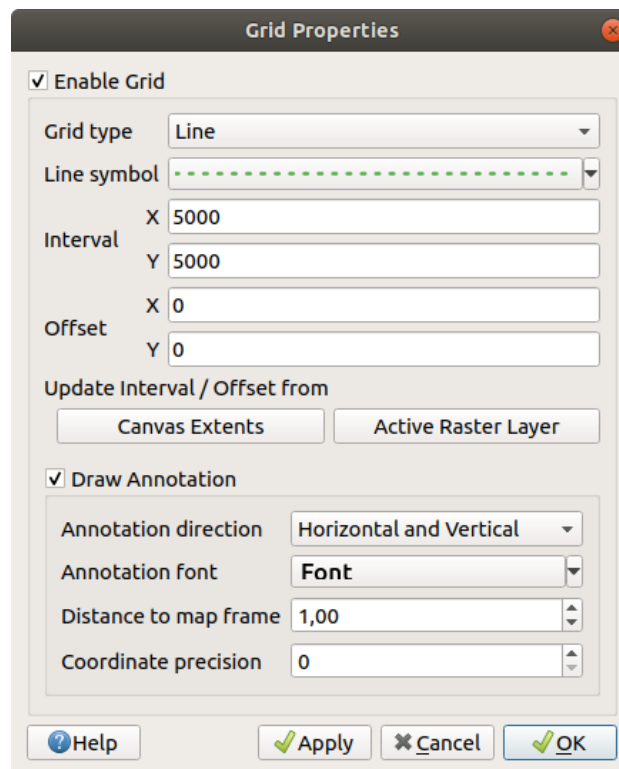 Grid Properties
Enable Grid
Grid type Line
Line symbol
Interval
X 5000
Y 5000
Offset
X 0
Y 0
Update Interval / Offset from
Canvas Extents Active Raster Layer
Draw Annotation
Annotation direction Horizontal and Vertical
Annotation font Font
Distance to map frame 1,00
Coordinate precision 0
Help Apply Cancel OK